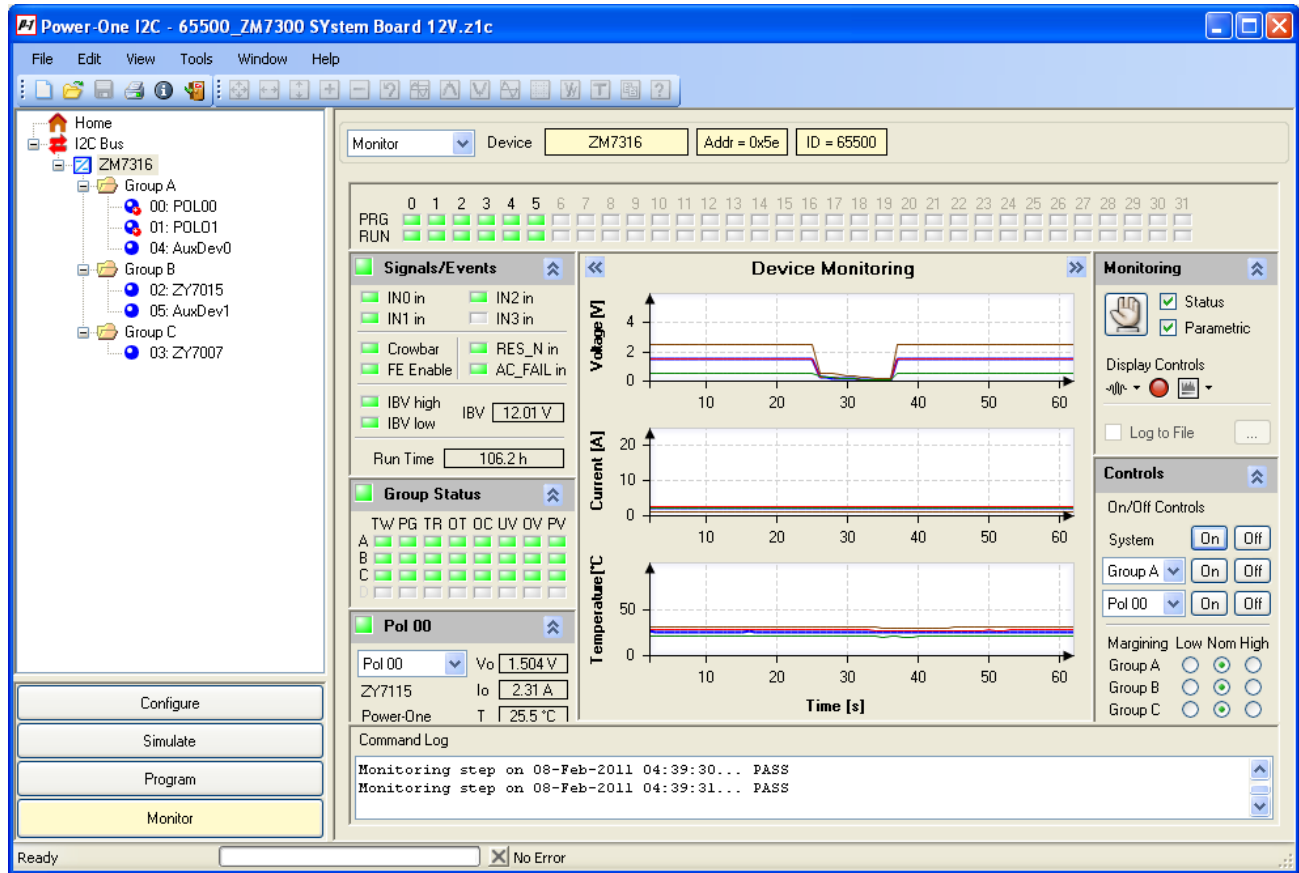 Power-One I2C - 65500_ZM7300 SYstem Board 12V.z1c
File Edit View Tools Window Help
Home
I2C Bus
ZM7316
Group A
00: POL00
01: POL01
04: AuxDev0
Group B
02: ZY7015
05: AuxDev1
Group C
03: ZY7007
Configure
Simulate
Program
Monitor
Monitor Device ZM7316 Addr = 0x5e ID = 65500
0 1 2 3 4 5 6 7 8 9 10 11 12 13 14 15 16 17 18 19 20 21 22 23 24 25 26 27 28 29 30 31
PRG
RUN
Signals/Events
IN0 in IN2 in
IN1 in IN3 in
Crowbar RES_N in
FE Enable AC_FAIL in
IBV high
IBV low
IBV 12.01 V
Run Time 106.2 h
Group Status
TW PG TR OT OC UV OV PV
A
B
C
D
Pol 00
Pol 00 Vo 1.504 V
ZY7115 Io 2.31 A
Power-One T 25.5 °C
Device Monitoring
Voltage [V]
4
2
0
10 20 30 40 50 60
Current [A]
20
10
0
10 20 30 40 50 60
Temperature [°C]
50
0
10 20 30 40 50 60
Time [s]
Monitoring
Status
Parametric
Display Controls
Log to File ...
Controls
On/Off Controls
System On Off
Group A On Off
Pol 00 On Off
Margining Low Nom High
Group A
Group B
Group C
Command Log
Monitoring step on 08-Feb-2011 04:39:30... PASS
Monitoring step on 08-Feb-2011 04:39:31... PASS
Ready No Error